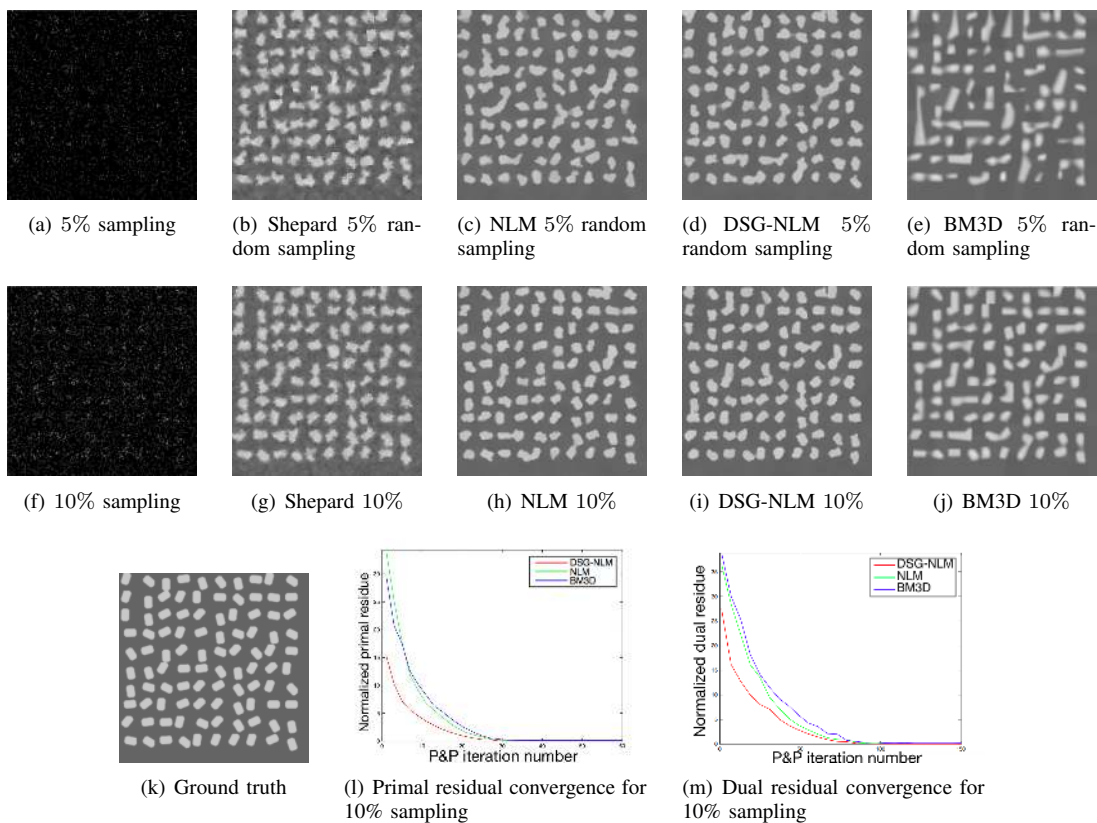 (a) 5% sampling
(b) Shepard 5% ran-
dom sampling
(c) NLM 5% random
sampling
(d) DSG-NLM 5%
random sampling
(e) BM3D 5% ran-
dom sampling
(f) 10% sampling
(g) Shepard 10%
(h) NLM 10%
(i) DSG-NLM 10%
(j) BM3D 10%
(k) Ground truth
Normalized primal residue
DSG-NLM
NLM
BM3D
P&P iteration number
(l) Primal residual convergence for
10% sampling
Normalized dual residue
DSG-NLM
NLM
BM3D
P&P iteration number
(m) Dual residual convergence for
10% sampling